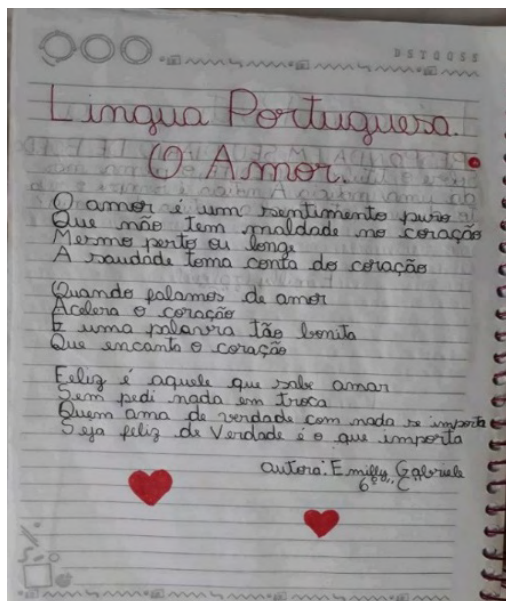 DSTQQSS
Lingua Portuguesa.
O Amor.
O amor é um sentimento puro
Que não tem maldade no coração
Mesmo perto ou longe
A saudade toma conta do coração
Quando falamos de amor
Acelera o coração
E uma palavra tão bonita
Que encanta o coração
Feliz é aquele que sabe amar
Sem pedi nada em troca
Quem ama de verdade com nada se importa
Seja feliz de Verdade é o que importa
autora: Emilly Gabriele
6º "C"